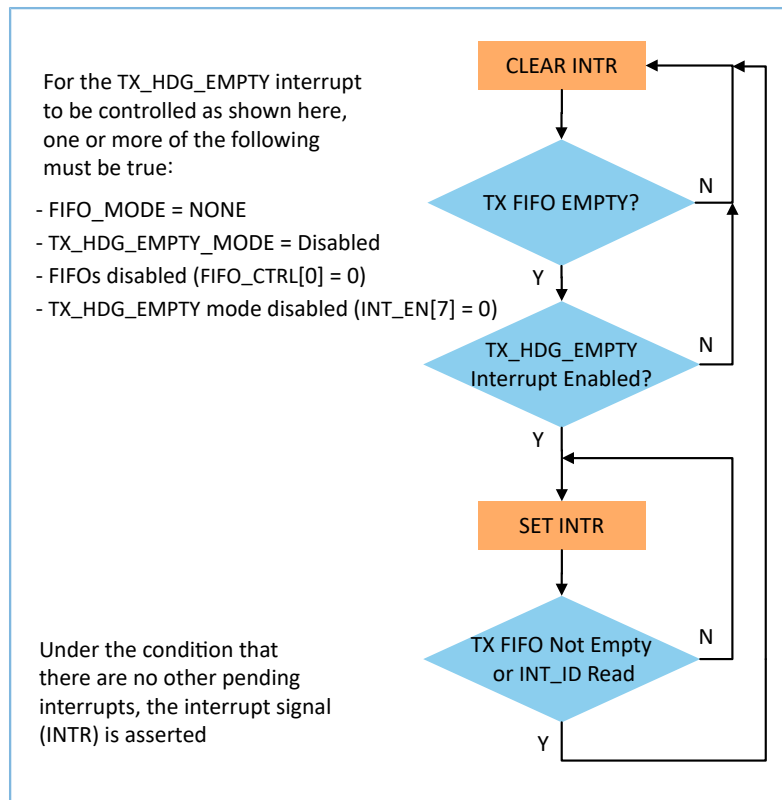 For the TX_HDG_EMPTY interrupt
to be controlled as shown here,
one or more of the following
must be true:
- FIFO_MODE = NONE
- TX_HDG_EMPTY_MODE = Disabled
- FIFOs disabled (FIFO_CTRL[0] = 0)
- TX_HDG_EMPTY mode disabled (INT_EN[7] = 0)
CLEAR INTR
TX FIFO EMPTY?
N
Y
TX_HDG_EMPTY
Interrupt Enabled?
N
Y
SET INTR
TX FIFO Not Empty
or INT_ID Read
N
Y
Under the condition that
there are no other pending
interrupts, the interrupt signal
(INTR) is asserted